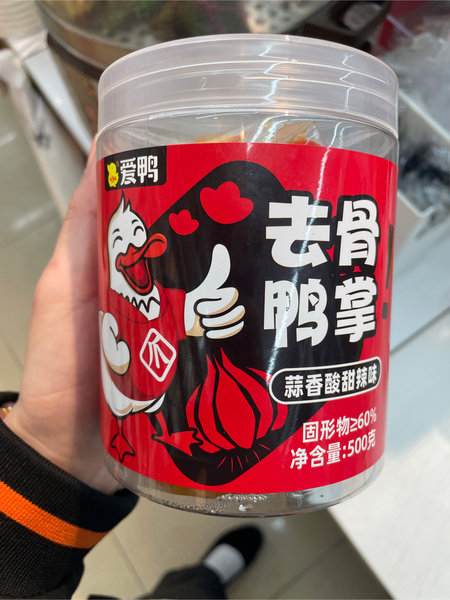 爱鸭
去骨
鸭掌
蒜香酸甜辣味
固形物≥60%
净含量:500克
爪